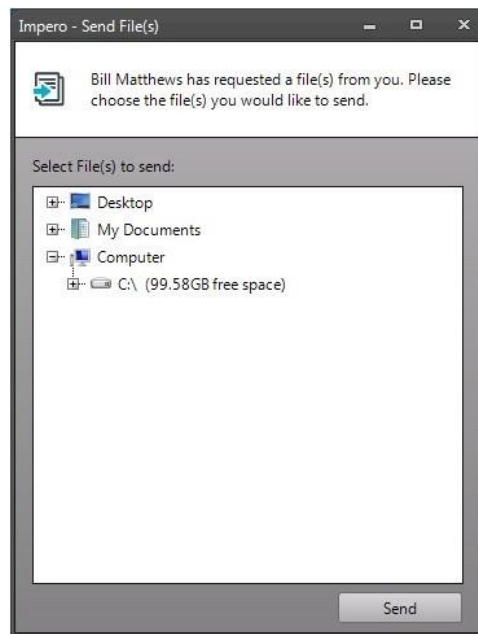 Impero - Send File(s)
Bill Matthews has requested a file(s) from you. Please
choose the file(s) you would like to send.
Select File(s) to send:
Desktop
My Documents
Computer
C:\ (99.58GB free space)
Send